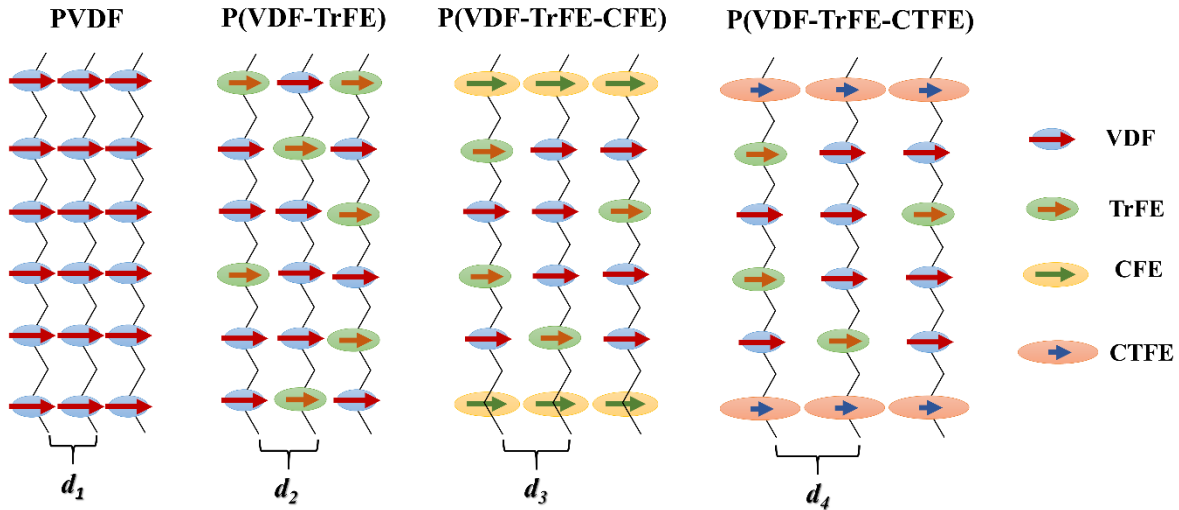 PVDF
P(VDF-TrFE)
P(VDF-TrFE-CFE)
P(VDF-TrFE-CTFE)
VDF
TrFE
CFE
CTFE
d1
d2
d3
d4